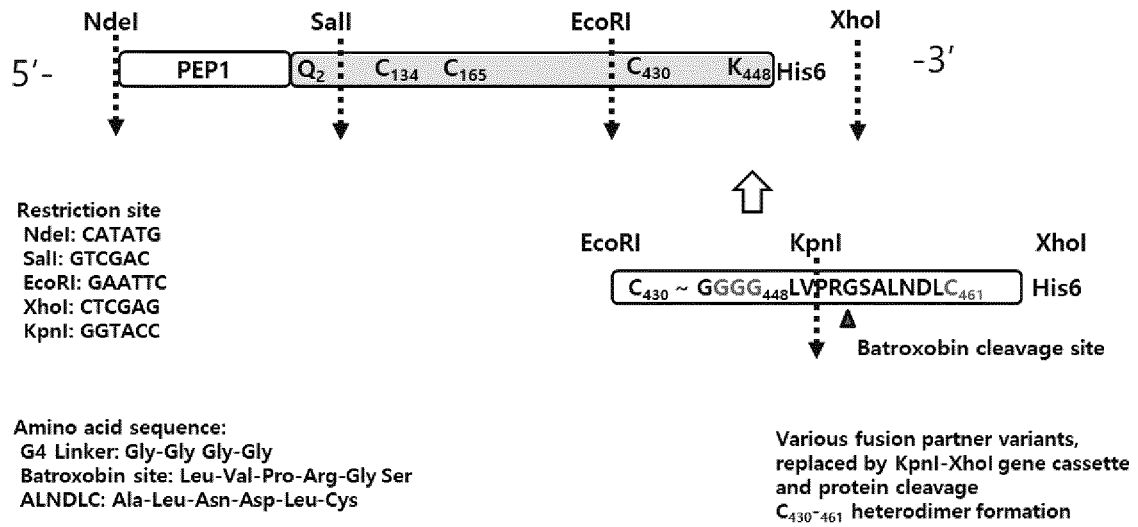 NdeI SalI EcoRI XhoI
5'- PEP1 Q2 C134 C165 C430 K448 His6 -3'
Restriction site
NdeI: CATATG
SalI: GTCGAC
EcoRI: GAATTC
XhoI: CTCGAG
KpnI: GGTACC
EcoRI KpnI XhoI
C430 ~ GGGG448LVPRGSALNDLC461 His6
Batroxobin cleavage site
Amino acid sequence:
G4 Linker: Gly-Gly Gly-Gly
Batroxobin site: Leu-Val-Pro-Arg-Gly Ser
ALNDLC: Ala-Leu-Asn-Asp-Leu-Cys
Various fusion partner variants,
replaced by KpnI-XhoI gene cassette
and protein cleavage
C430-461 heterodimer formation